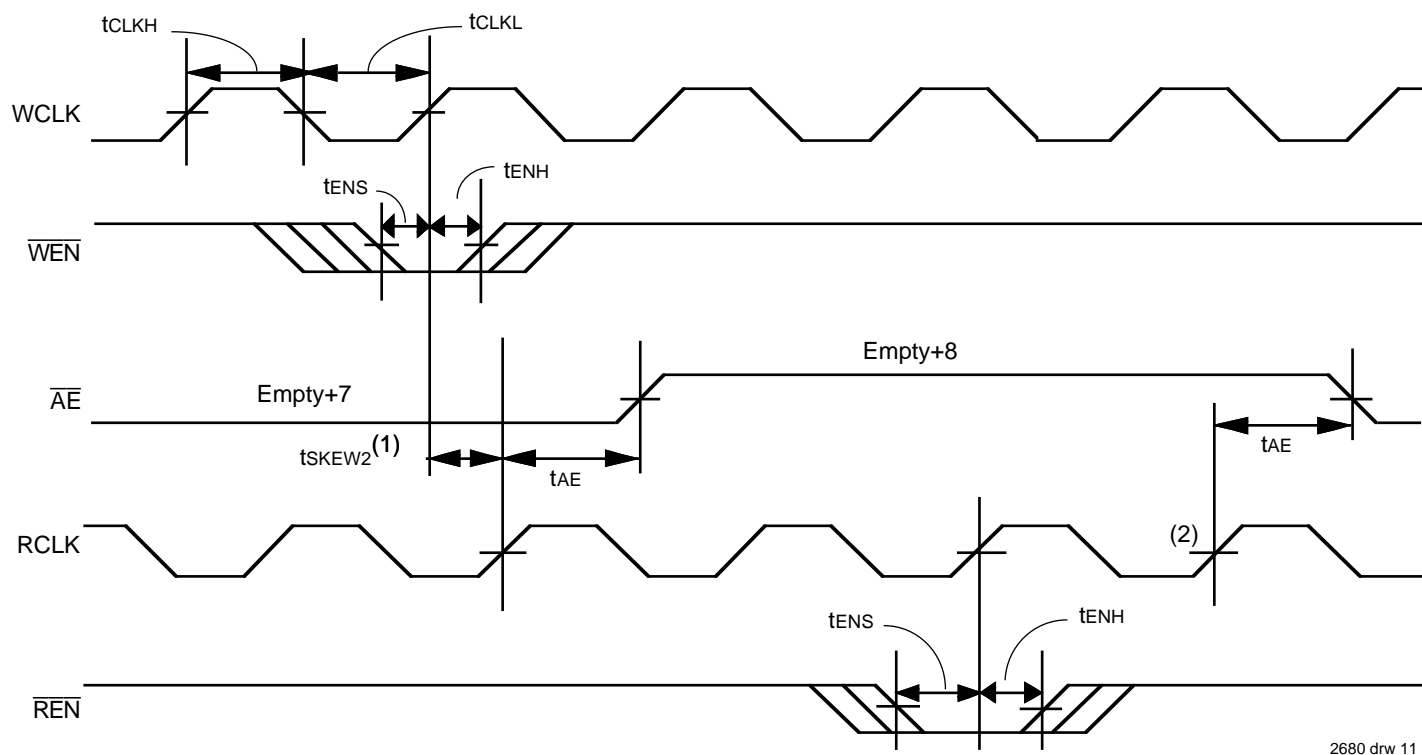 tCLKH
tCLKL
WCLK
tENS
tENH
WEN
Empty+8
Empty+7
AE
tSKEW2(1)
tAE
tAE
RCLK
(2)
tENS
tENH
REN
2680 drw 11